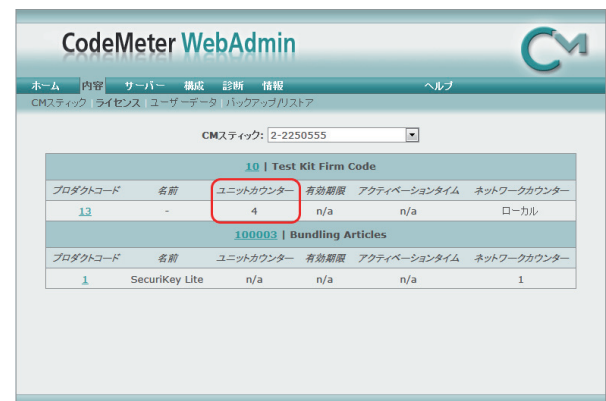 CodeMeter WebAdmin
CM
ホーム 内容 サーバー 構成 診断 情報 ヘルプ
CMスティック | ライセンス | ユーザーデータ | バックアップ/リストア
CMスティック: 2-2250555
10 | Test Kit Firm Code
プロダクトコード 名前 ユニットカウンター 有効期限 アクティベーションタイム ネットワークカウンター
13 - 4 n/a n/a ローカル
100003 | Bundling Articles
プロダクトコード 名前 ユニットカウンター 有効期限 アクティベーションタイム ネットワークカウンター
1 SecuriKey Lite n/a n/a n/a 1